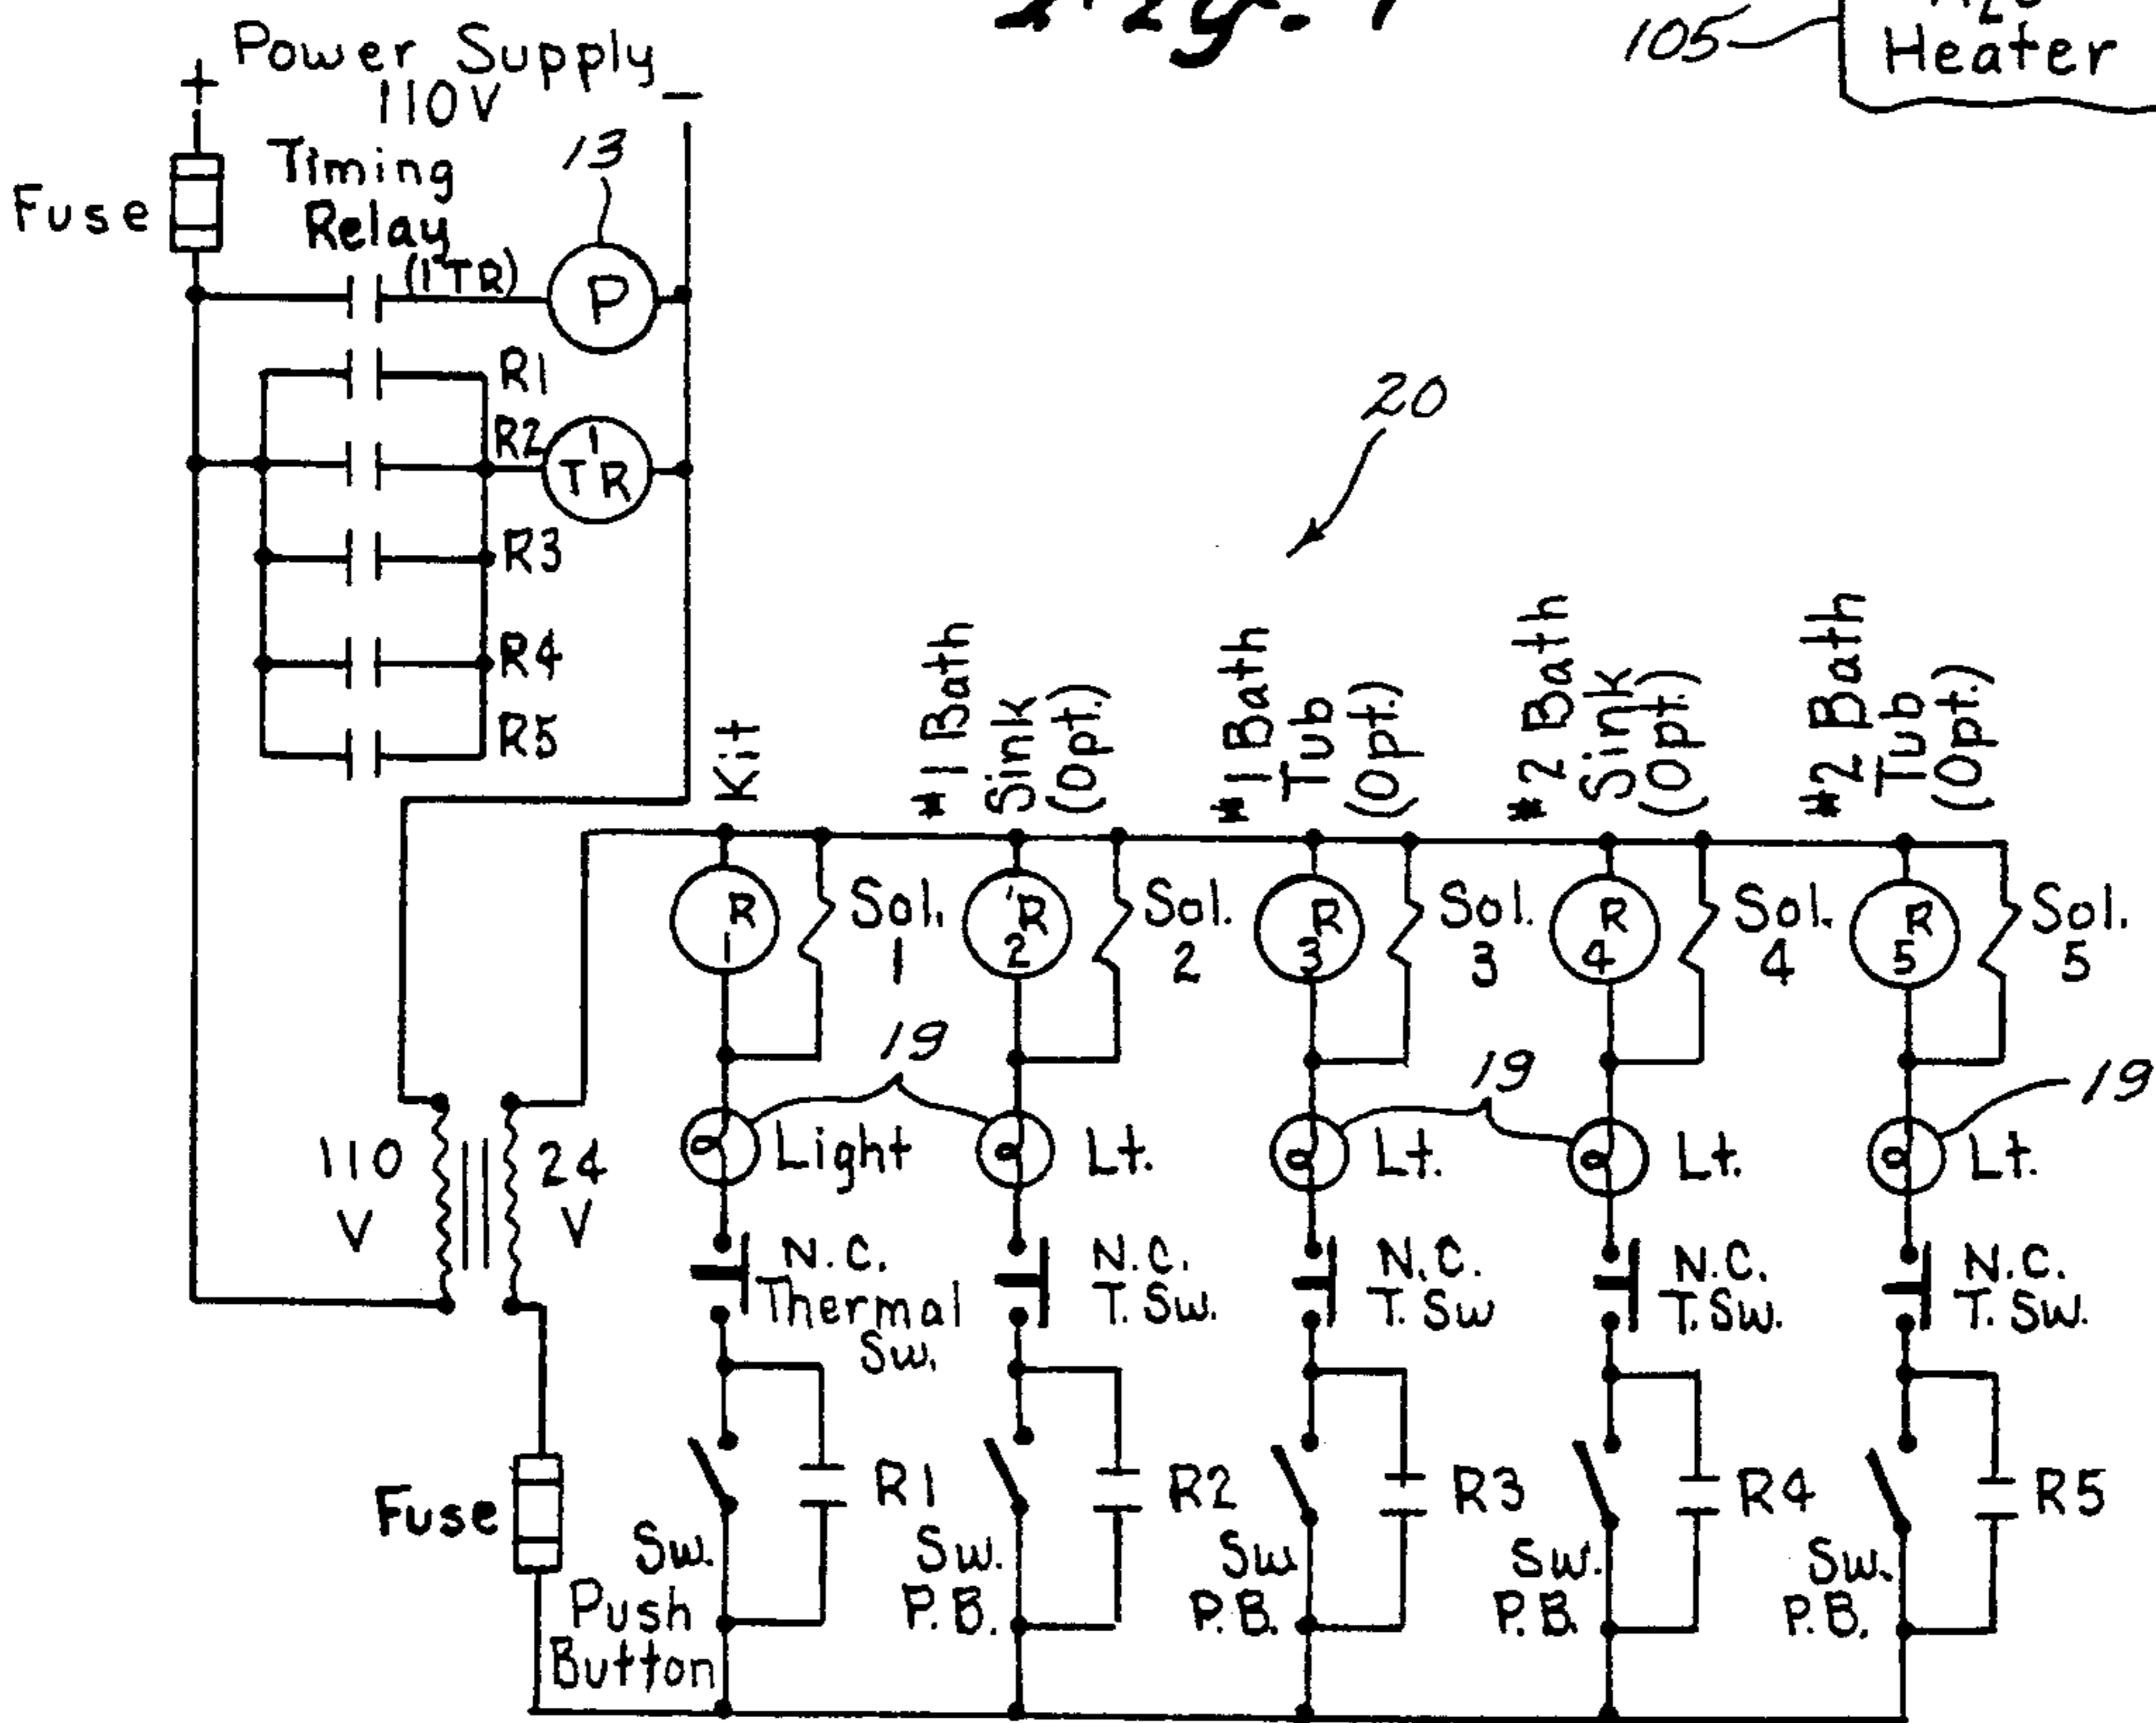 105
Heater
Power Supply
+
110V
-
Timing
Relay
(1TR)
13
Fuse
P
R1
R2
1
TR
R3
R4
R5
20
Kit
#1 Bath
Sink
(Opt.)
#1 Bath
Tub
(Opt.)
#2 Bath
Sink
(Opt.)
#2 Bath
Tub
(Opt.)
R
1
Sol.
1
R
2
Sol.
2
R
3
Sol.
3
R
4
Sol.
4
R
5
Sol.
5
19
19
19
110
V
24
V
Light
Lt.
Lt.
Lt.
Lt.
N.C.
Thermal
Sw.
N.C.
T. Sw.
N.C.
T. Sw
N.C.
T. Sw.
N.C.
T. Sw.
Fuse
Sw.
Push
Button
R1
Sw.
P.B.
R2
Sw
P.B.
R3
Sw.
P.B.
R4
Sw.
P.B.
R5